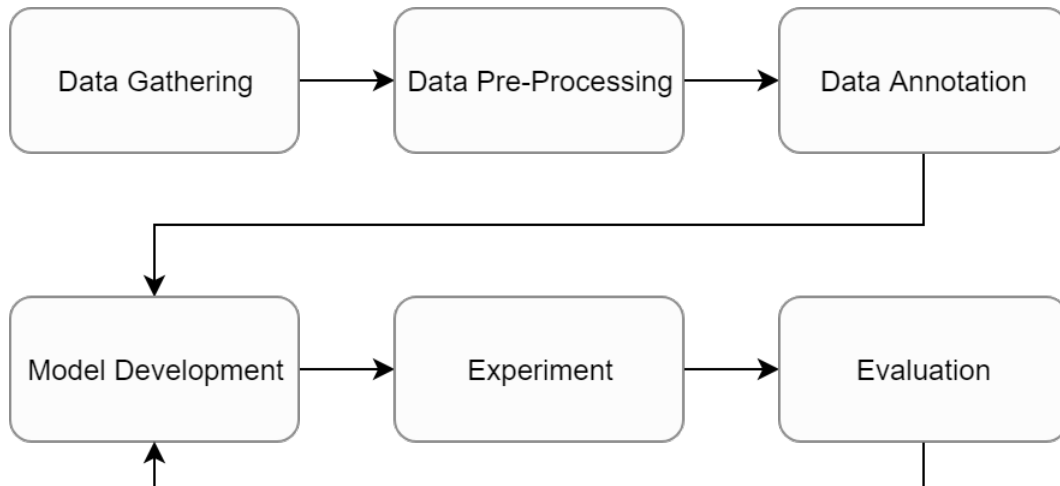 Data Gathering
Data Pre-Processing
Data Annotation
Model Development
Experiment
Evaluation